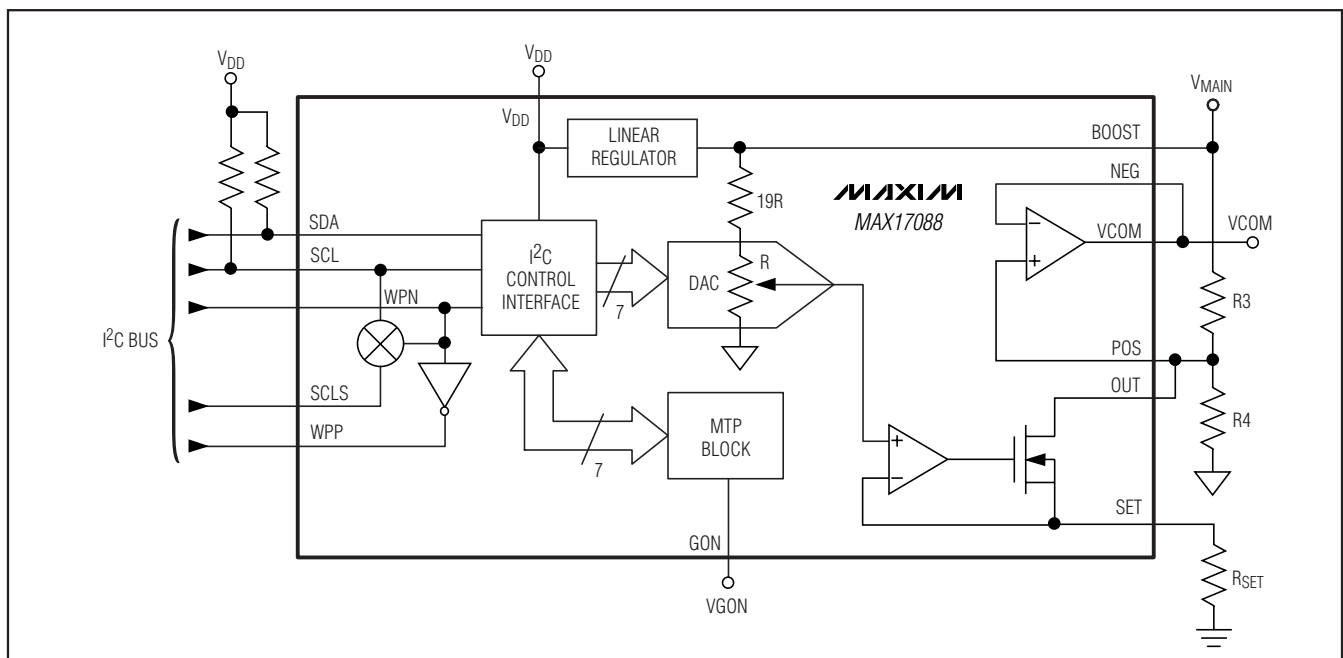 VDD
VDD
VMAIN
VDD
LINEAR
REGULATOR
BOOST
NEG
19R
MAXIM
MAX17088
SDA
VCOM
VCOM
SCL
I2C
CONTROL
INTERFACE
R
DAC
7
WPN
R3
I2C BUS
POS
OUT
SCLS
MTP
BLOCK
R4
WPP
7
SET
GON
RSET
VGON
+
−
+
−